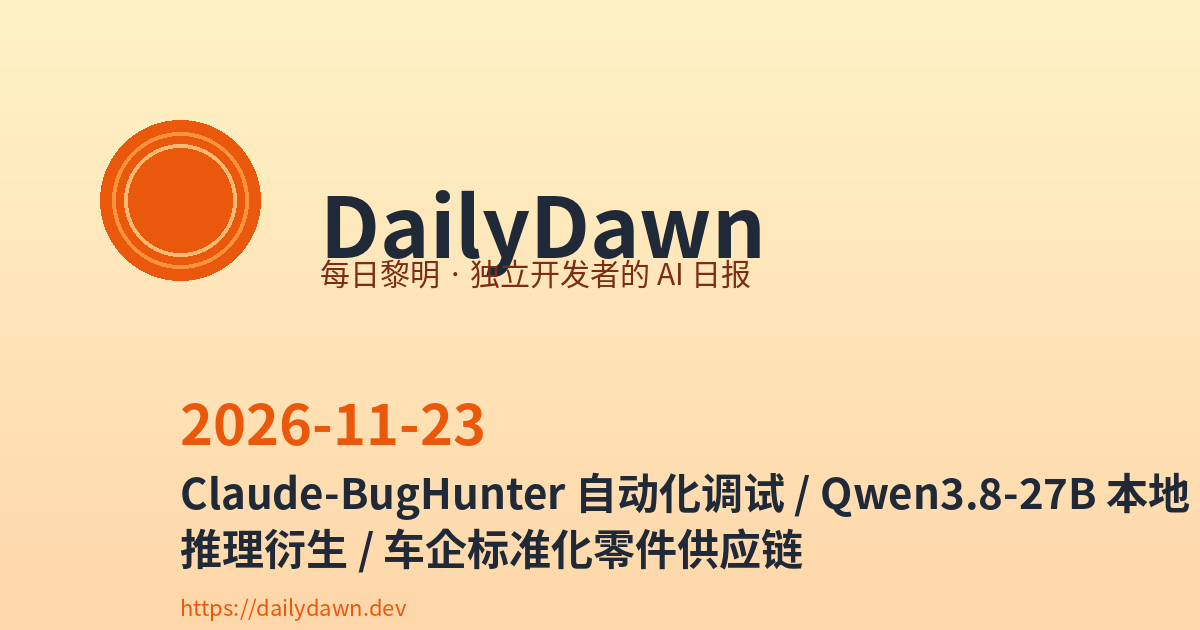 DailyDawn
每日黎明 · 独立开发者的 AI 日报
2026-11-23
Claude-BugHunter 自动化调试 / Qwen3.8-27B 本地
推理衍生 / 车企标准化零件供应链
https://dailydawn.dev